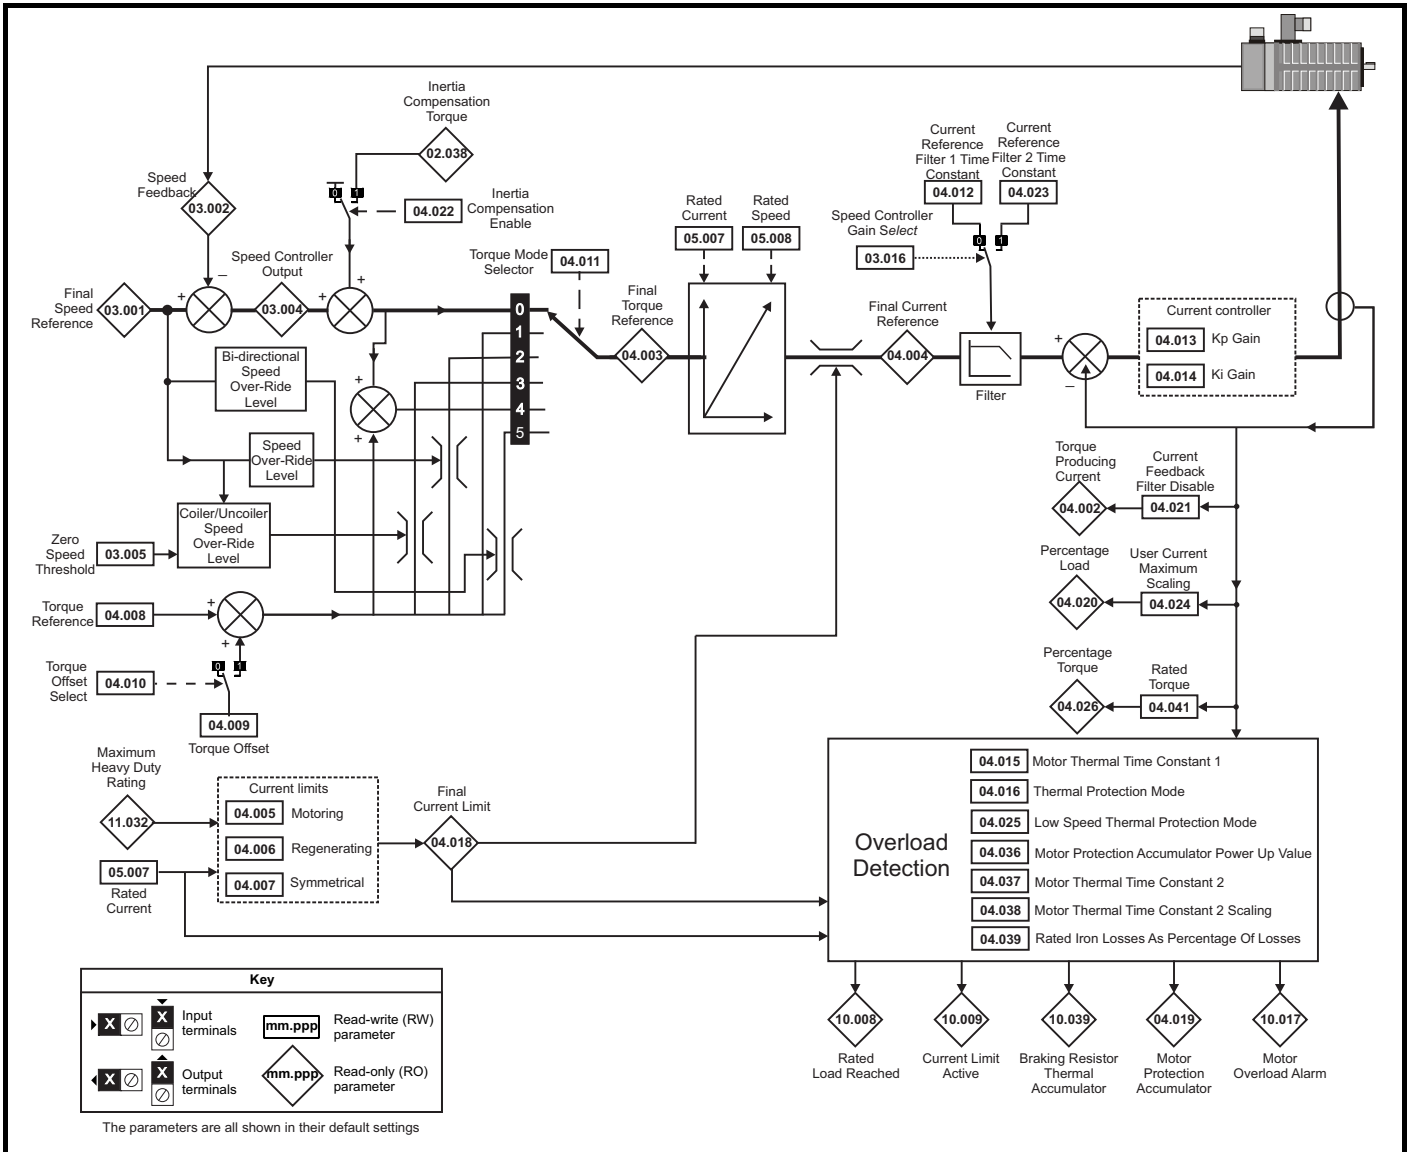 Inertia
Compensation
Torque
02.038
Speed
Feedback
03.002
0 1
04.022
Inertia
Compensation
Enable
Current
Reference
Filter 1 Time
Constant
04.012
Current
Reference
Filter 2 Time
Constant
04.023
Rated
Current
05.007
Rated
Speed
05.008
Speed Controller
Gain Select
03.016
0 1
Torque Mode
Selector
04.011
Speed Controller
Output
03.004
Final
Speed
Reference
03.001
+
–
+
+
0
1
2
3
4
5
Final
Torque
Reference
04.003
Final Current
Reference
04.004
Filter
–
Current controller
04.013 Kp Gain
04.014 Ki Gain
Bi-directional
Speed
Over-Ride
Level
+
+
Speed
Over-Ride
Level
Coiler/Uncoiler
Speed
Over-Ride
Level
Zero
Speed
Threshold
03.005
Torque
Reference
04.008
+
+
0 1
Torque
Offset
Select
04.010
04.009
Torque Offset
Torque
Producing
Current
04.002
Current
Feedback
Filter Disable
04.021
Percentage
Load
04.020
User Current
Maximum
Scaling
04.024
Percentage
Torque
04.026
Rated
Torque
04.041
Maximum
Heavy Duty
Rating
11.032
05.007
Rated
Current
Current limits
04.005 Motoring
04.006 Regenerating
04.007 Symmetrical
Final
Current Limit
04.018
Overload
Detection
04.015 Motor Thermal Time Constant 1
04.016 Thermal Protection Mode
04.025 Low Speed Thermal Protection Mode
04.036 Motor Protection Accumulator Power Up Value
04.037 Motor Thermal Time Constant 2
04.038 Motor Thermal Time Constant 2 Scaling
04.039 Rated Iron Losses As Percentage Of Losses
10.008
Rated
Load Reached
10.009
Current Limit
Active
10.039
Braking Resistor
Thermal
Accumulator
04.019
Motor
Protection
Accumulator
10.017
Motor
Overload Alarm
Key
X X
Input
terminals
mm.ppp
Read-write (RW)
parameter
X X
Output
terminals
mm.ppp
Read-only (RO)
parameter
The parameters are all shown in their default settings